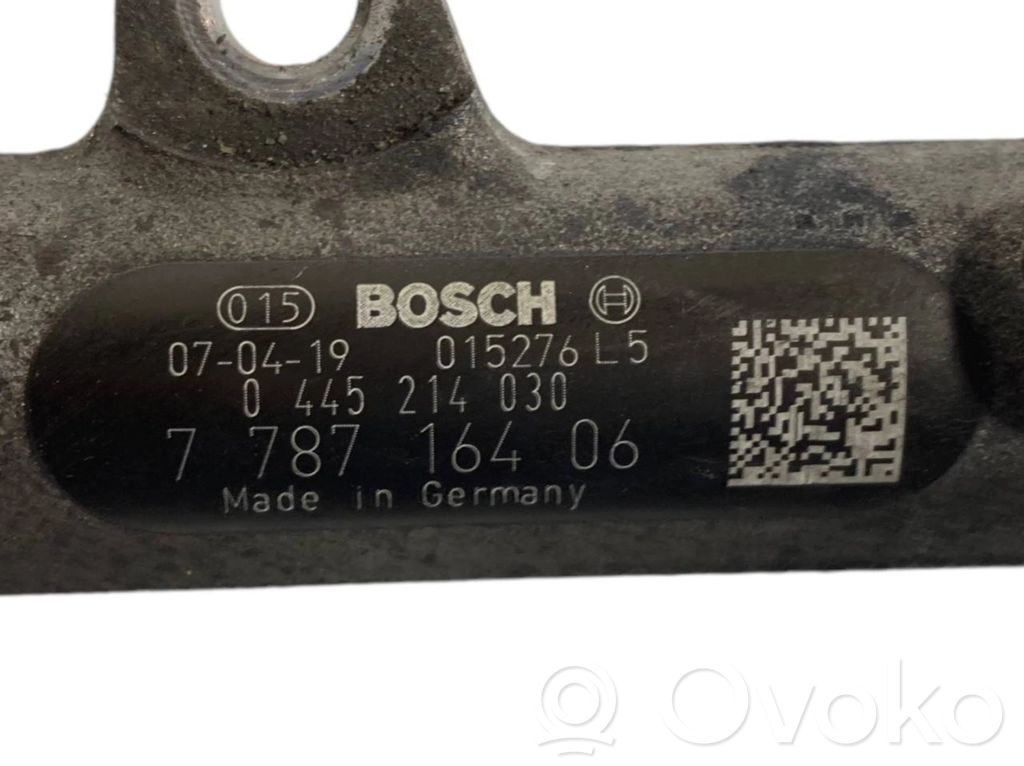 015 BOSCH
07-04-19 015276 L5
0 445 214 030
7 787 164 06
Made in Germany
Ovoko